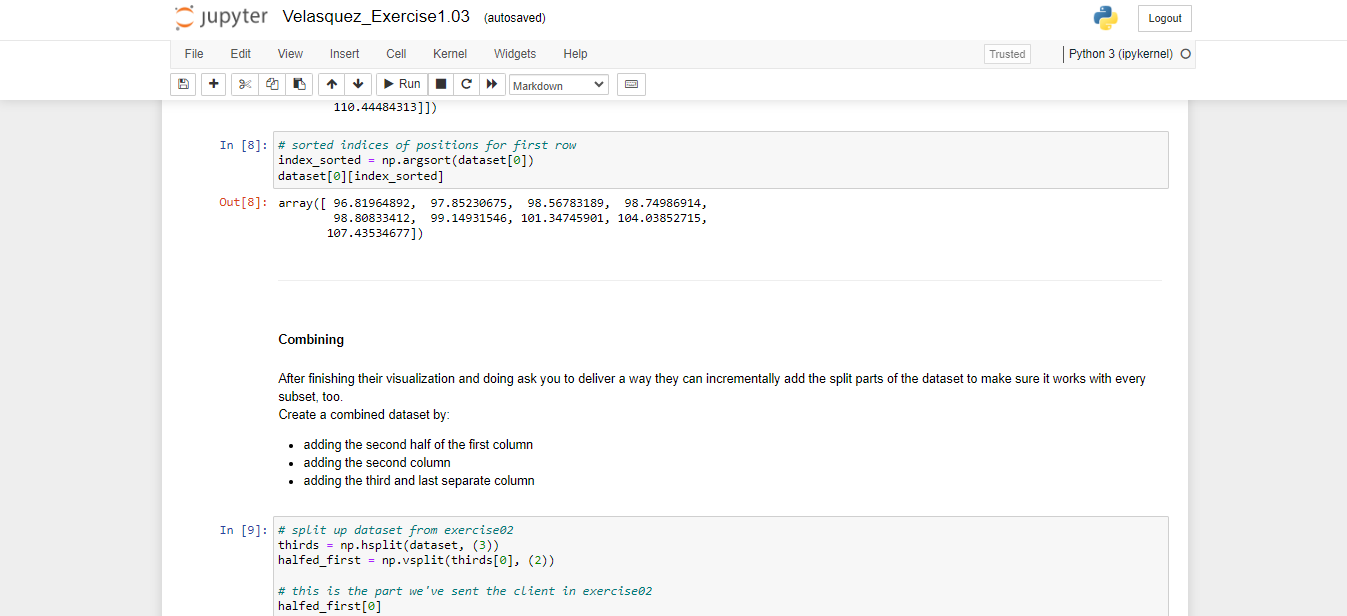 jupyter Velasquez_Exercise1.03 (autosaved) Logout
File Edit View Insert Cell Kernel Widgets Help Trusted Python 3 (ipykernel)
Run Markdown
110.44484313]])
In [8]: # sorted indices of positions for first row
index_sorted = np.argsort(dataset[0])
dataset[0][index_sorted]
Out[8]: array([ 96.81964892, 97.85230675, 98.56783189, 98.74986914,
98.80833412, 99.14931546, 101.34745901, 104.03852715,
107.43534677])
Combining
After finishing their visualization and doing ask you to deliver a way they can incrementally add the split parts of the dataset to make sure it works with every
subset, too.
Create a combined dataset by:
• adding the second half of the first column
• adding the second column
• adding the third and last separate column
In [9]: # split up dataset from exercise02
thirds = np.hsplit(dataset, (3))
halfed_first = np.vsplit(thirds[0], (2))
# this is the part we've sent the client in exercise02
halfed_first[0]